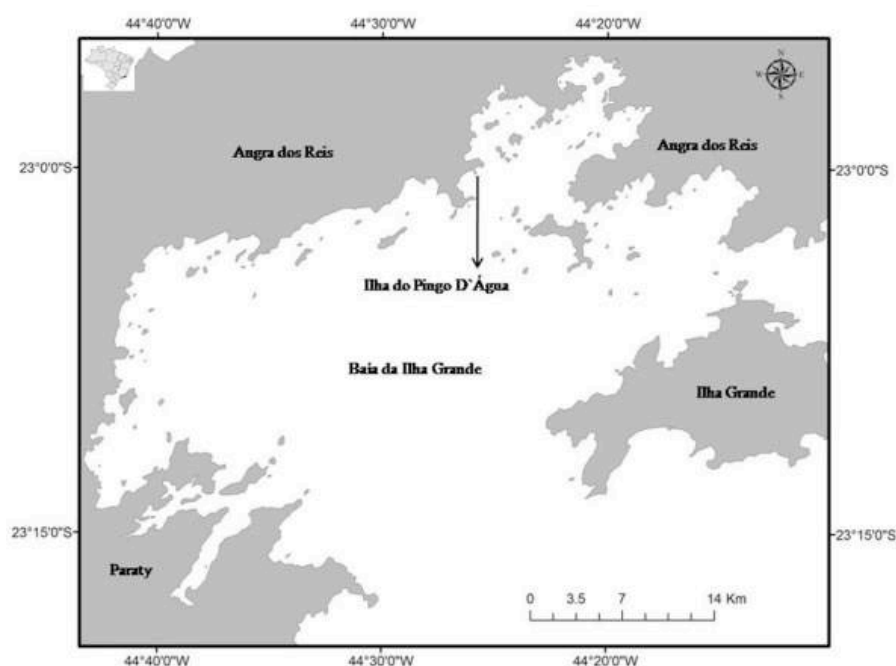 44°40'0"W 44°30'0"W 44°20'0"W
N
W E
S
Angra dos Reis Angra dos Reis
23°0'0"S 23°0'0"S
Ilha do Pingo D`Água
Baia da Ilha Grande
Ilha Grande
23°15'0"S 23°15'0"S
Paraty
0 3.5 7 14 Km
44°40'0"W 44°30'0"W 44°20'0"W